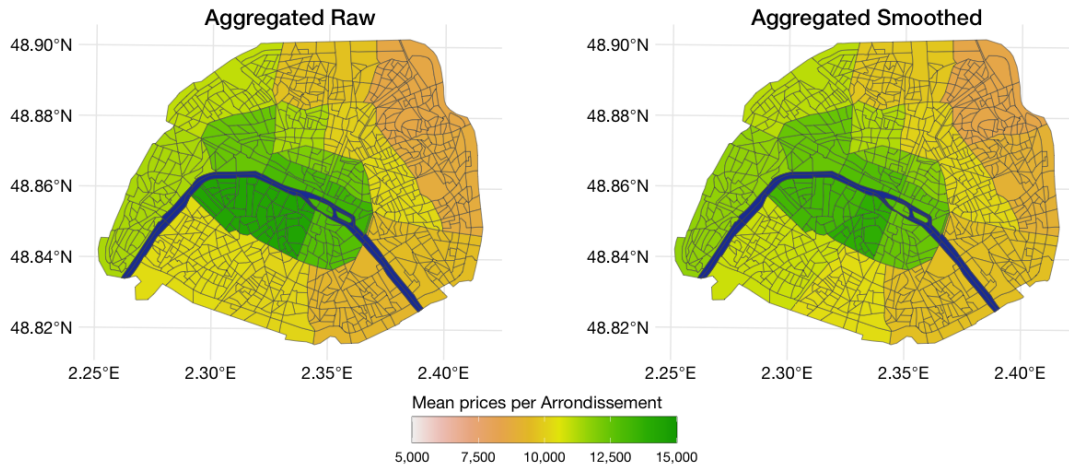 Aggregated Raw
Aggregated Smoothed
48.90°N
48.88°N
48.86°N
48.84°N
48.82°N
2.25°E 2.30°E 2.35°E 2.40°E
48.90°N
48.88°N
48.86°N
48.84°N
48.82°N
2.25°E 2.30°E 2.35°E 2.40°E
Mean prices per Arrondissement
5,000 7,500 10,000 12,500 15,000